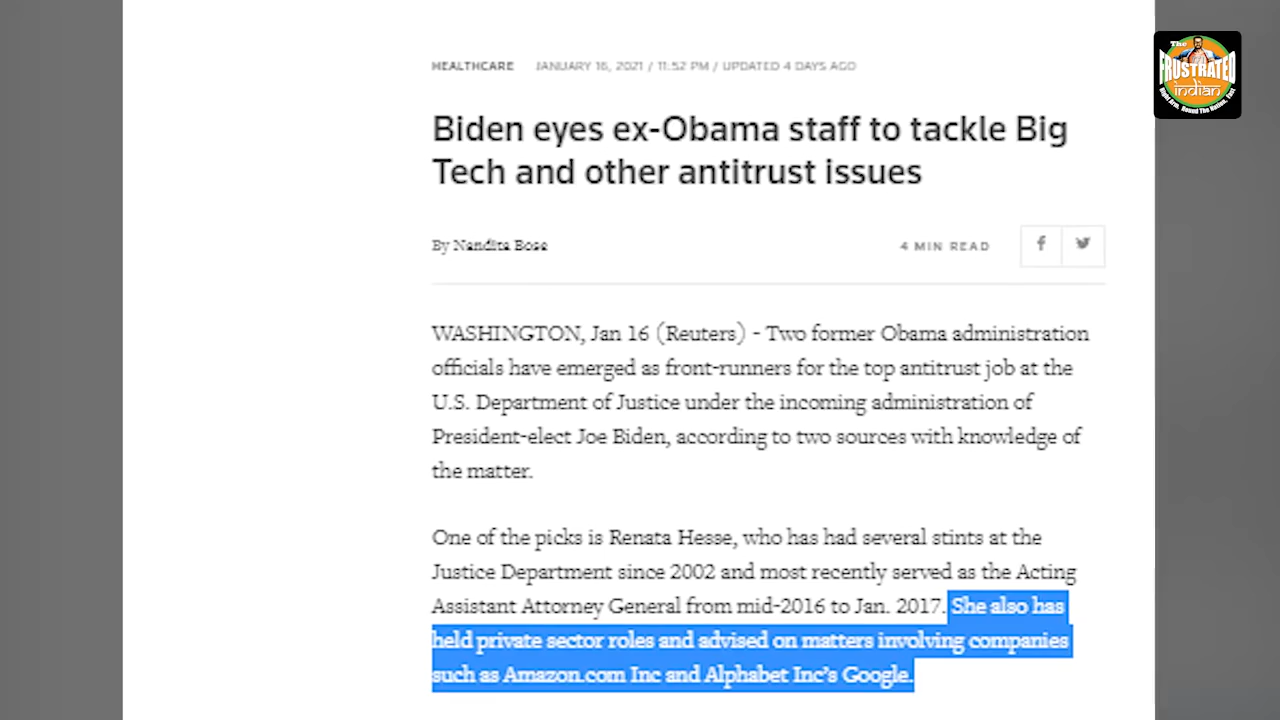 The
FRUSTRATED
indian
HEALTHCARE JANUARY 16, 2021 / 11:52 PM / UPDATED 4 DAYS AGO
Biden eyes ex-Obama staff to tackle Big
Tech and other antitrust issues
By Nandita Bose
4 MIN READ
WASHINGTON, Jan 16 (Reuters) - Two former Obama administration
officials have emerged as front-runners for the top antitrust job at the
U.S. Department of Justice under the incoming administration of
President-elect Joe Biden, according to two sources with knowledge of
the matter.
One of the picks is Renata Hesse, who has had several stints at the
Justice Department since 2002 and most recently served as the Acting
Assistant Attorney General from mid-2016 to Jan. 2017. She also has
held private sector roles and advised on matters involving companies
such as Amazon.com Inc and Alphabet Inc's Google.